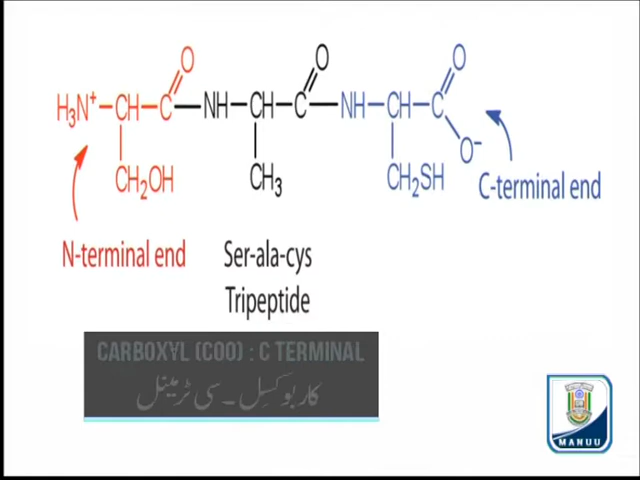 O O O
H₃N⁺ CH C NH CH C NH CH C
O⁻
CH₂OH CH₃ CH₂SH
C-terminal end
N-terminal end
Ser-ala-cys
Tripeptide
CARBOXYL (COO) : C TERMINAL
کاربوکسِل ۔ سی ٹرمینل
MANUU